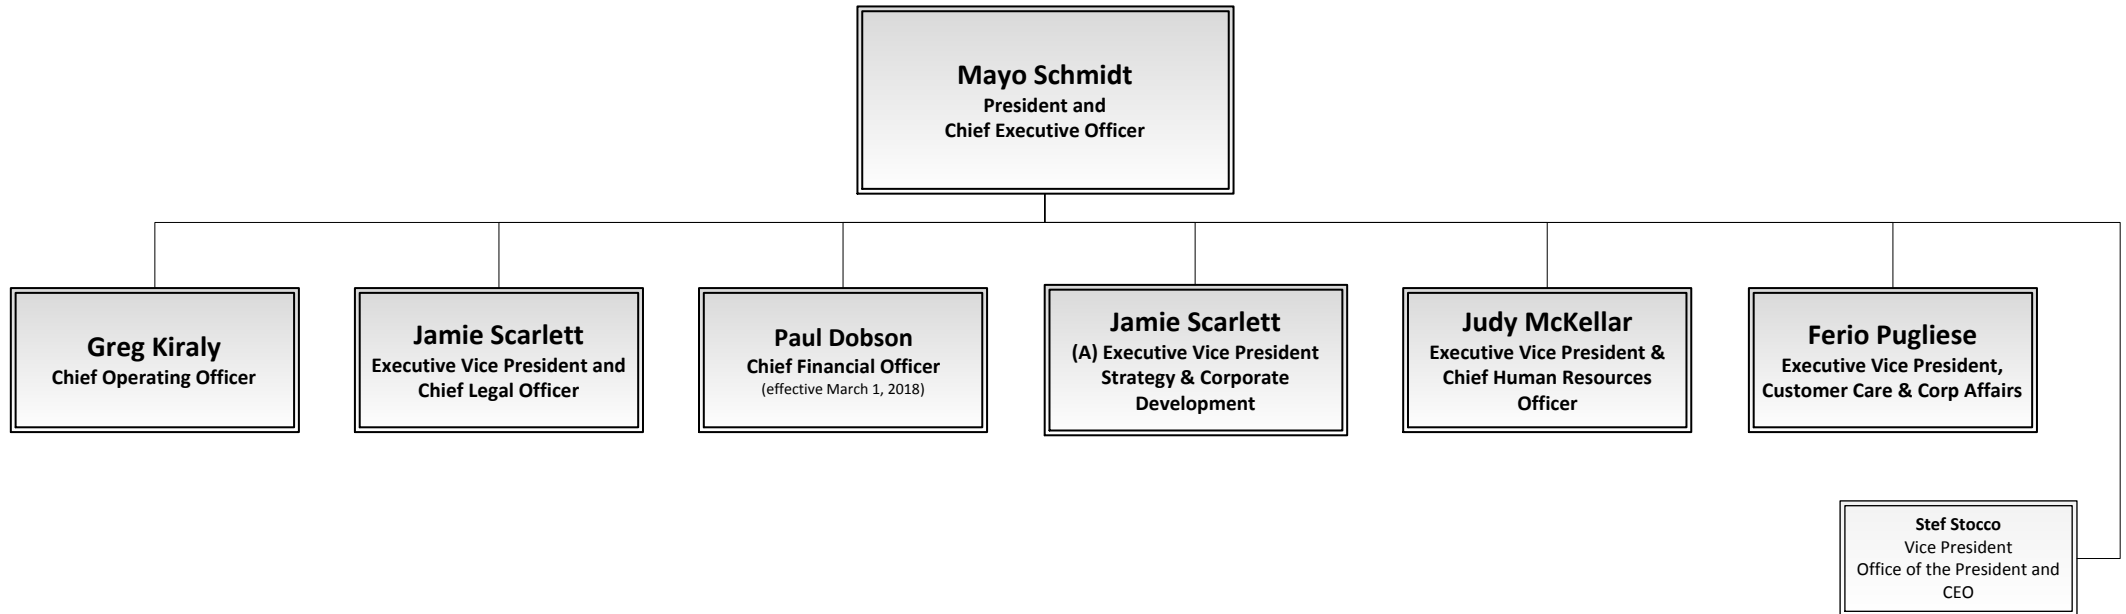 Mayo Schmidt
President and
Chief Executive Officer
Greg Kiraly
Chief Operating Officer
Jamie Scarlett
Executive Vice President and
Chief Legal Officer
Paul Dobson
Chief Financial Officer
(effective March 1, 2018)
Jamie Scarlett
(A) Executive Vice President
Strategy & Corporate
Development
Judy McKellar
Executive Vice President &
Chief Human Resources
Officer
Ferio Pugliese
Executive Vice President,
Customer Care & Corp Affairs
Stef Stocco
Vice President
Office of the President and
CEO